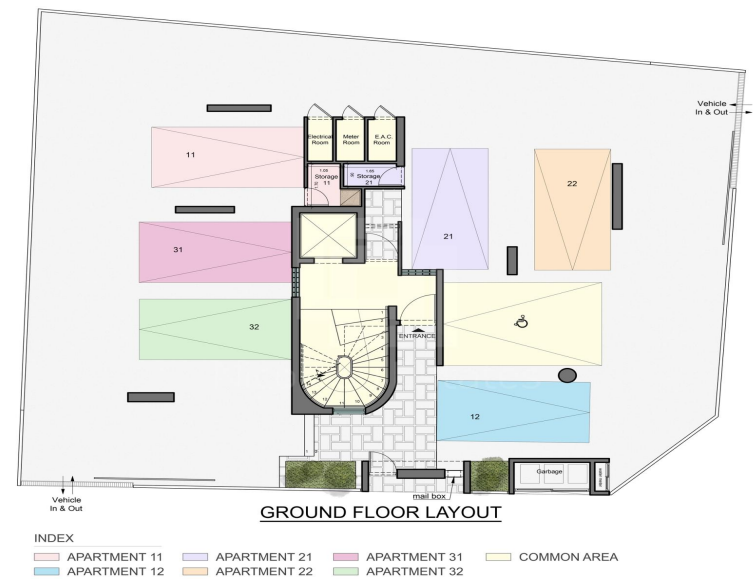 Vehicle
In & Out
Electrical
Room
Meter
Room
E.A.C.
Room
11
1.00
Storage
11
1.65
Storage
21
22
31
21
32
ENTRANCE
12
Garbage
mail box
Vehicle
In & Out
GROUND FLOOR LAYOUT
INDEX
APARTMENT 11
APARTMENT 21
APARTMENT 31
COMMON AREA
APARTMENT 12
APARTMENT 22
APARTMENT 32